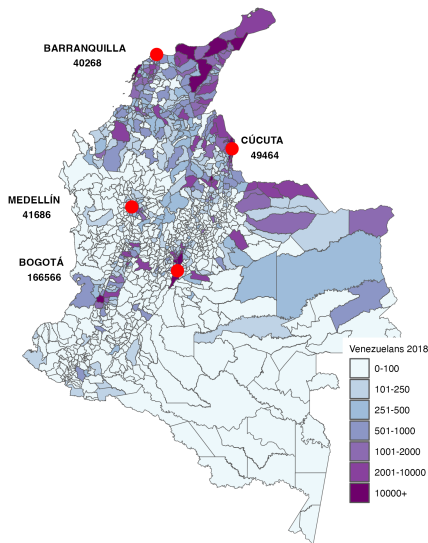 BARRANQUILLA
40268
CÚCUTA
49464
MEDELLÍN
41686
BOGOTÁ
166566
Venezuelans 2018
0-100
101-250
251-500
501-1000
1001-2000
2001-10000
10000+